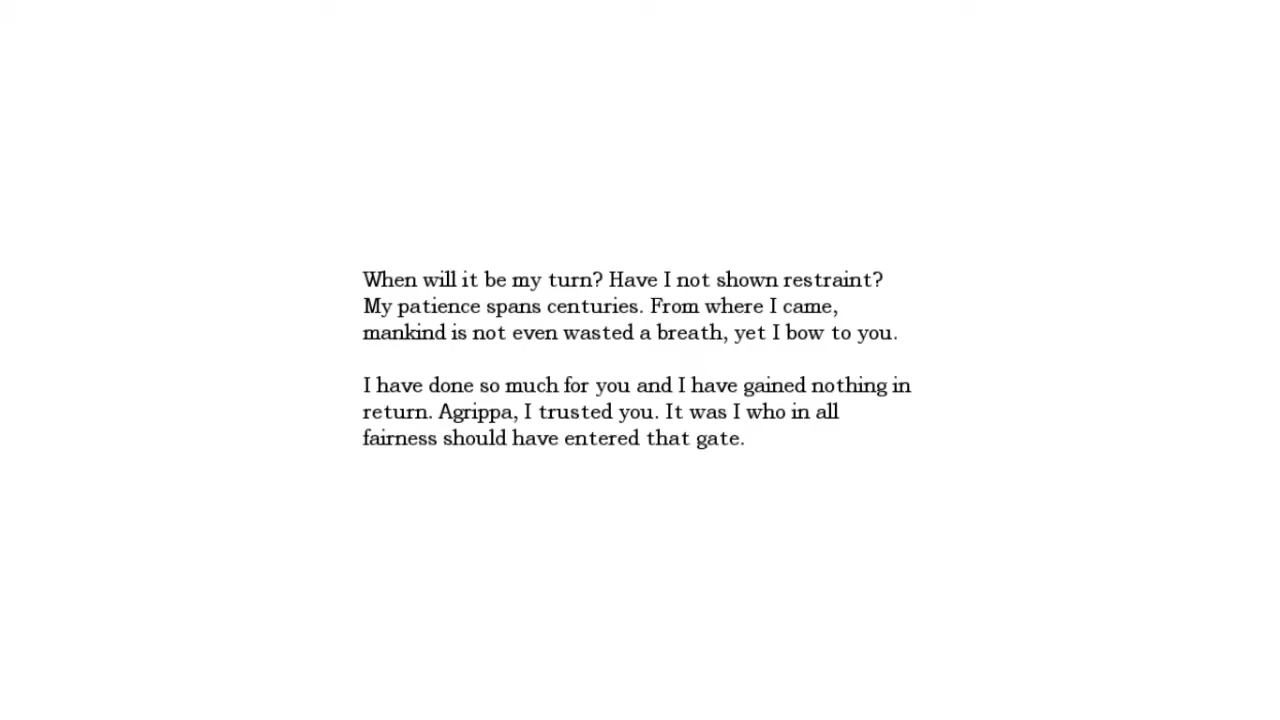 When will it be my turn? Have I not shown restraint?
My patience spans centuries. From where I came,
mankind is not even wasted a breath, yet I bow to you.
I have done so much for you and I have gained nothing in
return. Agrippa, I trusted you. It was I who in all
fairness should have entered that gate.